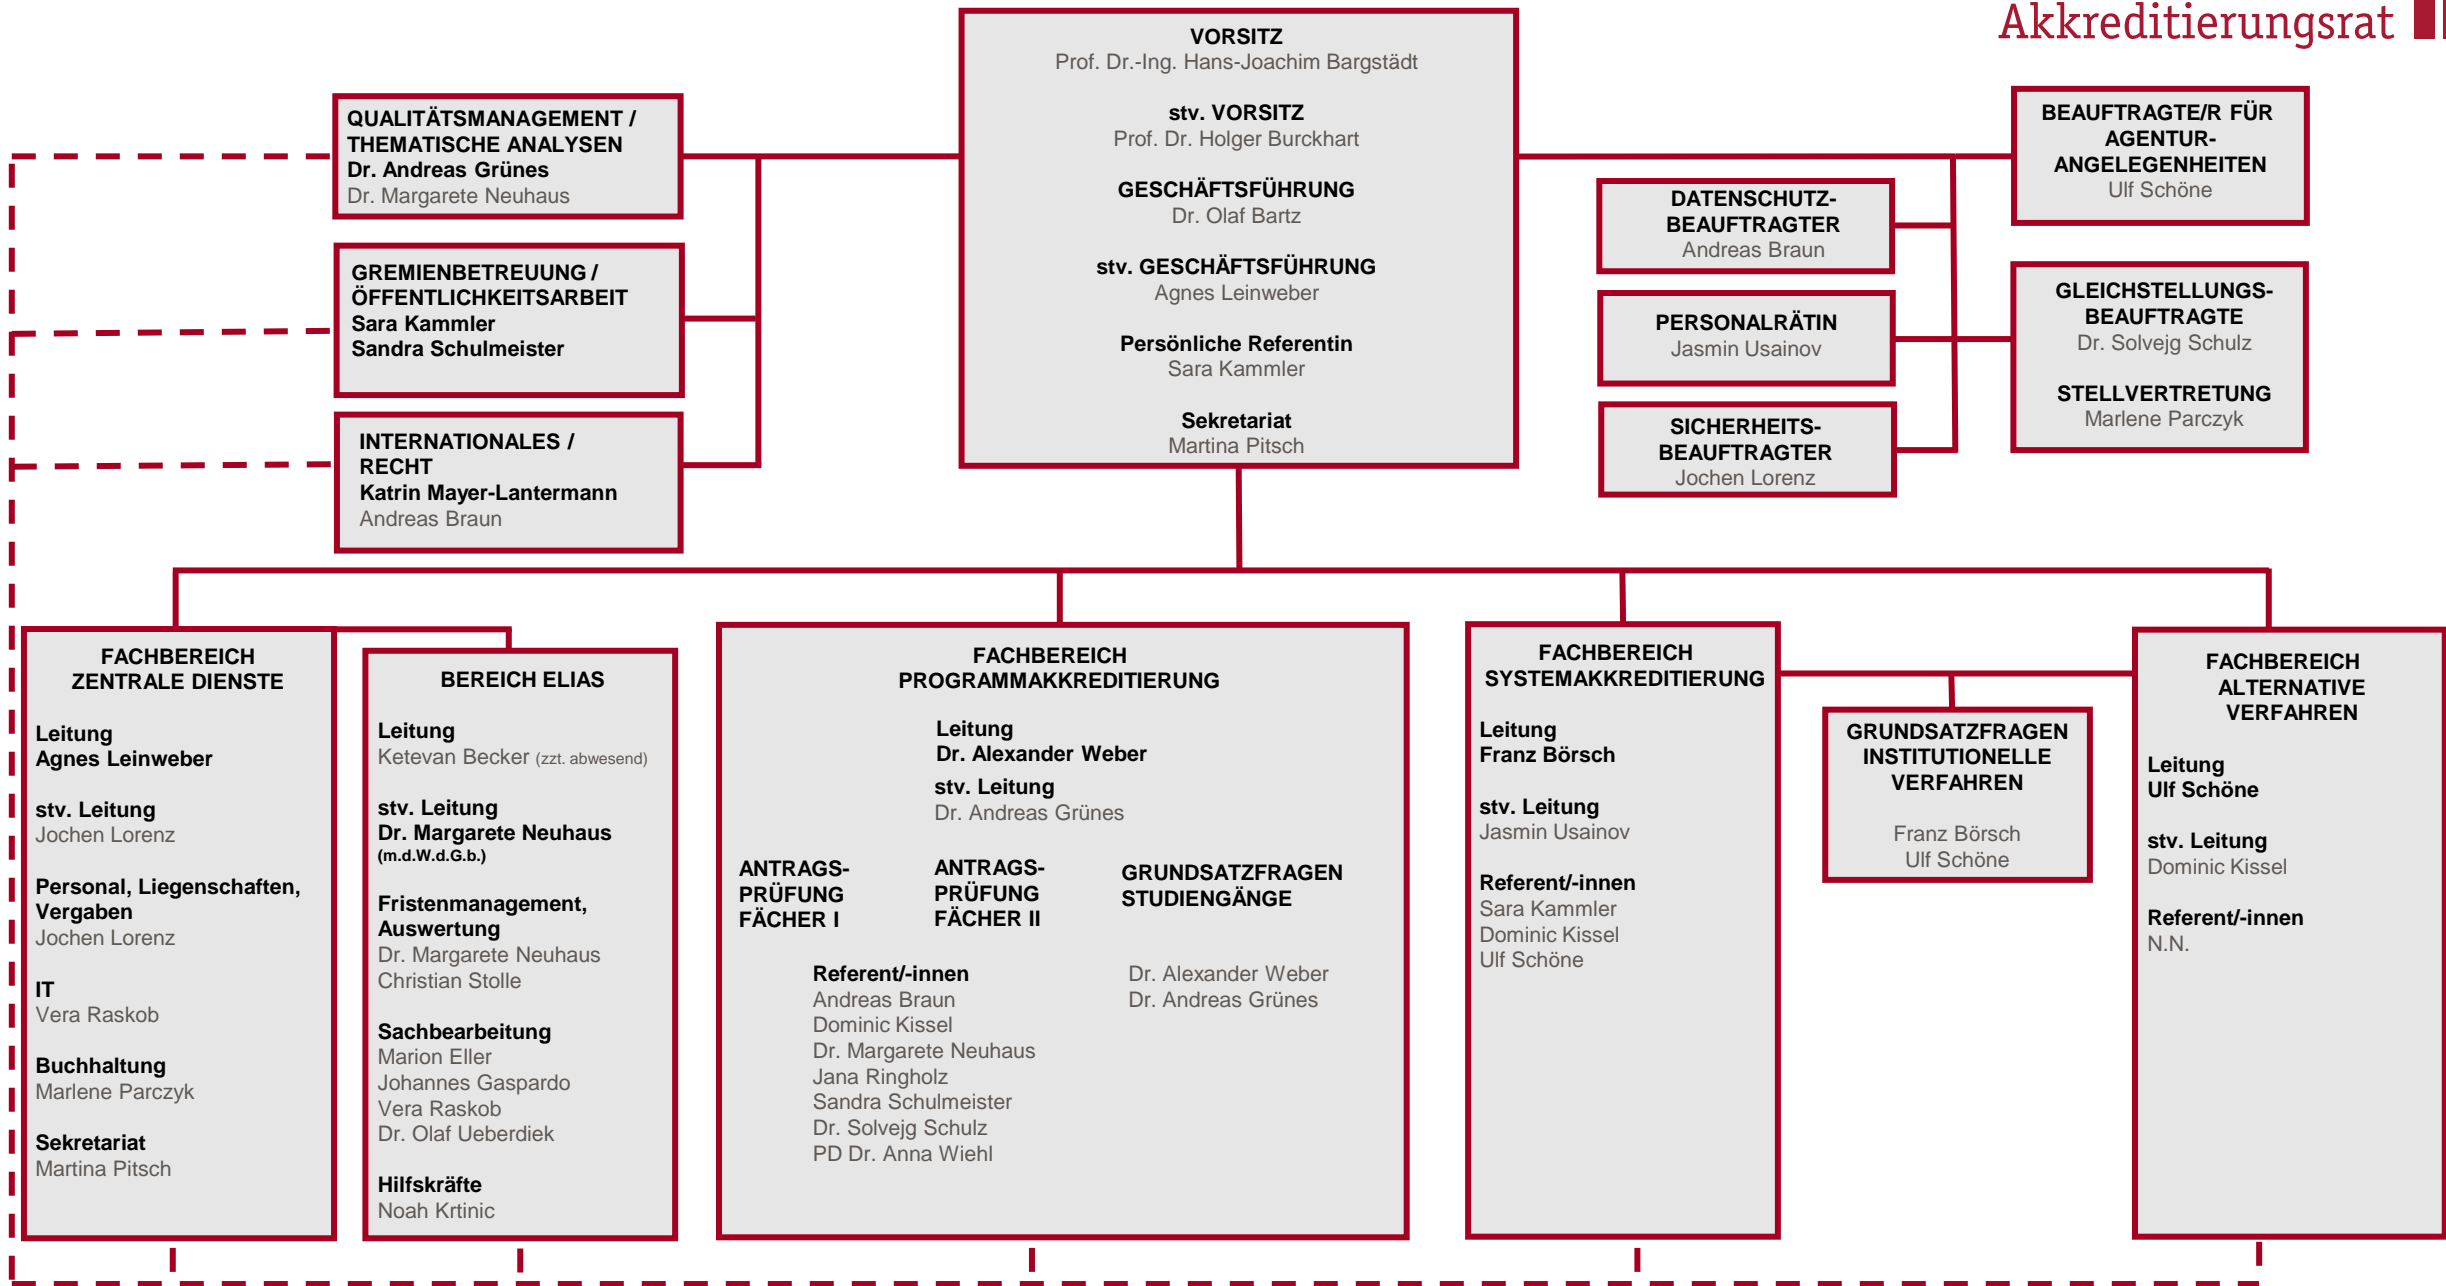 Akkreditierungsrat
VORSITZ
Prof. Dr.-Ing. Hans-Joachim Bargstädt
stv. VORSITZ
Prof. Dr. Holger Burckhart
GESCHÄFTSFÜHRUNG
Dr. Olaf Bartz
stv. GESCHÄFTSFÜHRUNG
Agnes Leinweber
Persönliche Referentin
Sara Kammler
Sekretariat
Martina Pitsch
QUALITÄTSMANAGEMENT /
THEMATISCHE ANALYSEN
Dr. Andreas Grünes
Dr. Margarete Neuhaus
GREMIENBETREUUNG /
ÖFFENTLICHKEITSARBEIT
Sara Kammler
Sandra Schulmeister
INTERNATIONALES /
RECHT
Katrin Mayer-Lantermann
Andreas Braun
DATENSCHUTZ-
BEAUFTRAGTER
Andreas Braun
PERSONALRÄTIN
Jasmin Usainov
SICHERHEITS-
BEAUFTRAGTER
Jochen Lorenz
BEAUFTRAGTE/R FÜR
AGENTUR-
ANGELEGENHEITEN
Ulf Schöne
GLEICHSTELLUNGS-
BEAUFTRAGTE
Dr. Solvejg Schulz
STELLVERTRETUNG
Marlene Parczyk
FACHBEREICH
ZENTRALE DIENSTE
Leitung
Agnes Leinweber
stv. Leitung
Jochen Lorenz
Personal, Liegenschaften,
Vergaben
Jochen Lorenz
IT
Vera Raskob
Buchhaltung
Marlene Parczyk
Sekretariat
Martina Pitsch
BEREICH ELIAS
Leitung
Ketevan Becker (zzt. abwesend)
stv. Leitung
Dr. Margarete Neuhaus
(m.d.W.d.G.b.)
Fristenmanagement,
Auswertung
Dr. Margarete Neuhaus
Christian Stolle
Sachbearbeitung
Marion Eller
Johannes Gaspardo
Vera Raskob
Dr. Olaf Ueberdiek
Hilfskräfte
Noah Krtinic
FACHBEREICH
PROGRAMMAKKREDITIERUNG
Leitung
Dr. Alexander Weber
stv. Leitung
Dr. Andreas Grünes
ANTRAGS-
PRÜFUNG
FÄCHER I
ANTRAGS-
PRÜFUNG
FÄCHER II
GRUNDSATZFRAGEN
STUDIENGÄNGE
Referent/-innen
Andreas Braun
Dominic Kissel
Dr. Margarete Neuhaus
Jana Ringholz
Sandra Schulmeister
Dr. Solvejg Schulz
PD Dr. Anna Wiehl
Dr. Alexander Weber
Dr. Andreas Grünes
FACHBEREICH
SYSTEMAKKREDITIERUNG
Leitung
Franz Börsch
stv. Leitung
Jasmin Usainov
Referent/-innen
Sara Kammler
Dominic Kissel
Ulf Schöne
GRUNDSATZFRAGEN
INSTITUTIONELLE
VERFAHREN
Franz Börsch
Ulf Schöne
FACHBEREICH
ALTERNATIVE
VERFAHREN
Leitung
Ulf Schöne
stv. Leitung
Dominic Kissel
Referent/-innen
N.N.